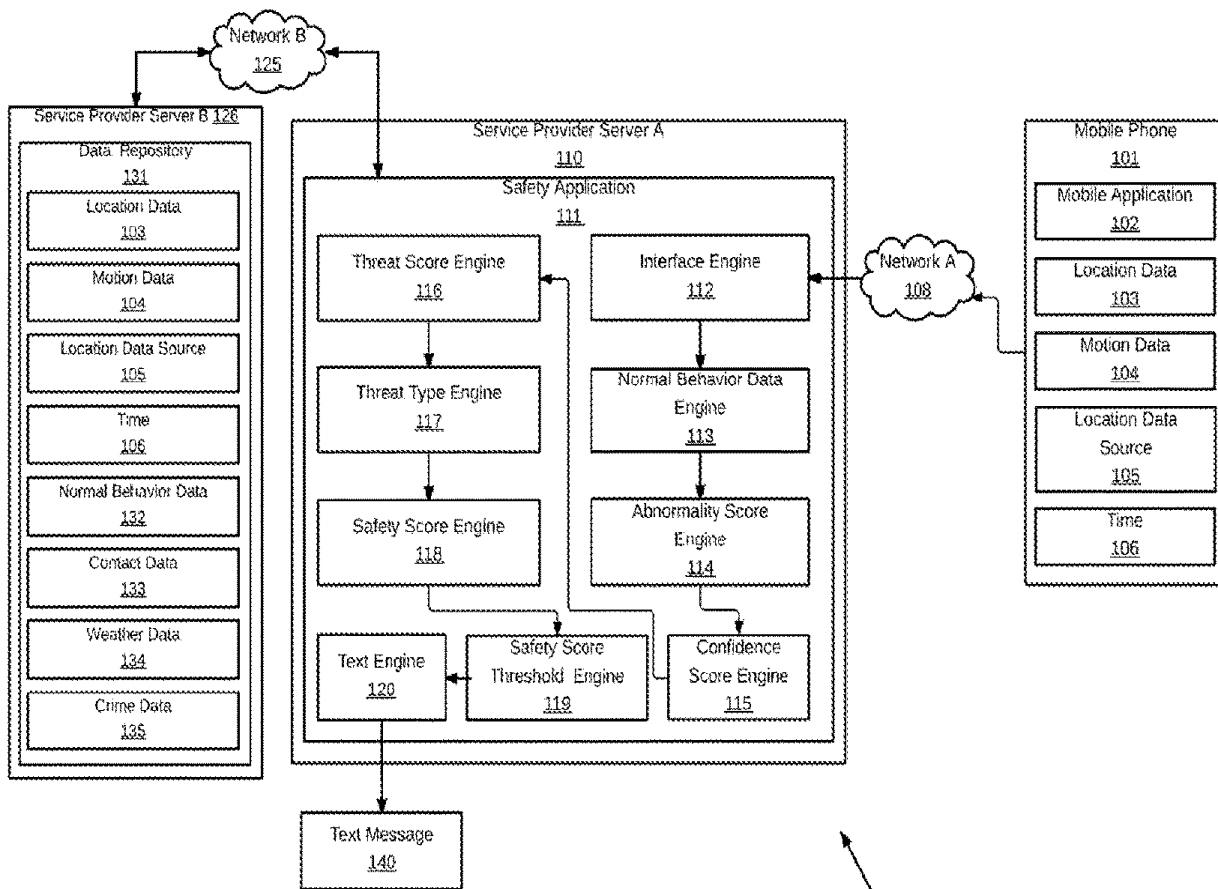 Network B
125
Service Provider Server B 126
Data Repository
131
Location Data
103
Motion Data
104
Location Data Source
105
Time
106
Normal Behavior Data
132
Contact Data
133
Weather Data
134
Crime Data
135
Service Provider Server A
110
Safety Application
111
Threat Score Engine
116
Threat Type Engine
117
Safety Score Engine
118
Text Engine
120
Safety Score
Threshold Engine
119
Interface Engine
112
Normal Behavior Data
Engine
113
Abnormality Score
Engine
114
Confidence
Score Engine
115
Text Message
140
Network A
108
Mobile Phone
101
Mobile Application
102
Location Data
103
Motion Data
104
Location Data
Source
105
Time
106